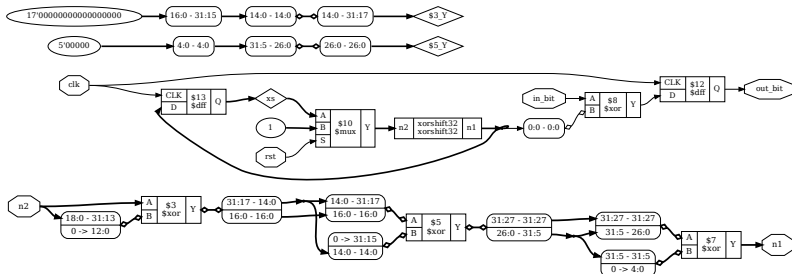 17'00000000000000000 16:0 - 31:15 14:0 - 14:0 14:0 - 31:17 $3_Y
5'00000 4:0 - 4:0 31:5 - 26:0 26:0 - 26:0 $5_Y
clk
CLK
D
$13
$dff
Q
xs
1
rst
A
B
S
$10
$mux
Y
n2
xorshift32
xorshift32
n1
0:0 - 0:0
in_bit
A
B
$8
$xor
Y
CLK
D
$12
$dff
Q
out_bit
n2
18:0 - 31:13
0 -> 12:0
A
B
$3
$xor
Y
31:17 - 14:0
16:0 - 16:0
14:0 - 31:17
16:0 - 16:0
0 -> 31:15
14:0 - 14:0
A
B
$5
$xor
Y
31:27 - 31:27
26:0 - 31:5
31:27 - 31:27
31:5 - 26:0
31:5 - 31:5
0 -> 4:0
A
B
$7
$xor
Y
n1